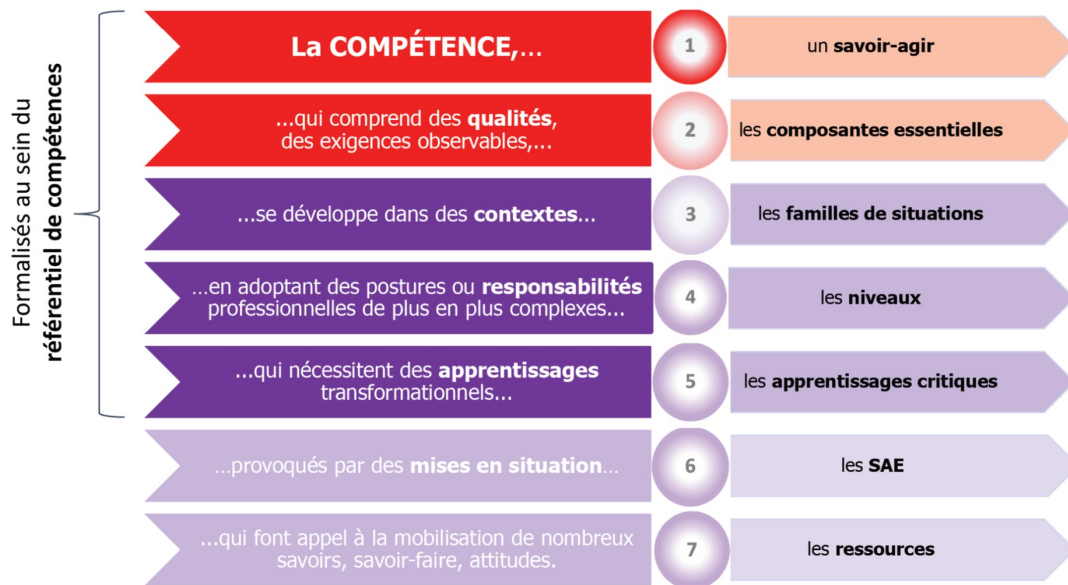 Formalisés au sein du
référentiel de compétences
La COMPÉTENCE,...
1
un savoir-agir
...qui comprend des qualités,
des exigences observables,...
2
les composantes essentielles
...se développe dans des contextes...
3
les familles de situations
...en adoptant des postures ou responsabilités
professionnelles de plus en plus complexes...
4
les niveaux
...qui nécessitent des apprentissages
transformationnels...
5
les apprentissages critiques
...provoqués par des mises en situation...
6
les SAE
...qui font appel à la mobilisation de nombreux
savoirs, savoir-faire, attitudes.
7
les ressources